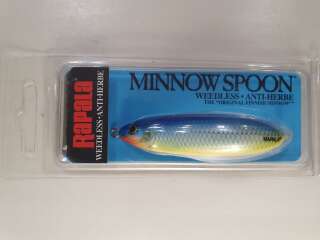 Rapala
WEEDLESS • ANTI-HERBE
MINNOW SPOON
WEEDLESS • ANTI-HERBE
THE "ORIGINAL FINNISH MINNOW"